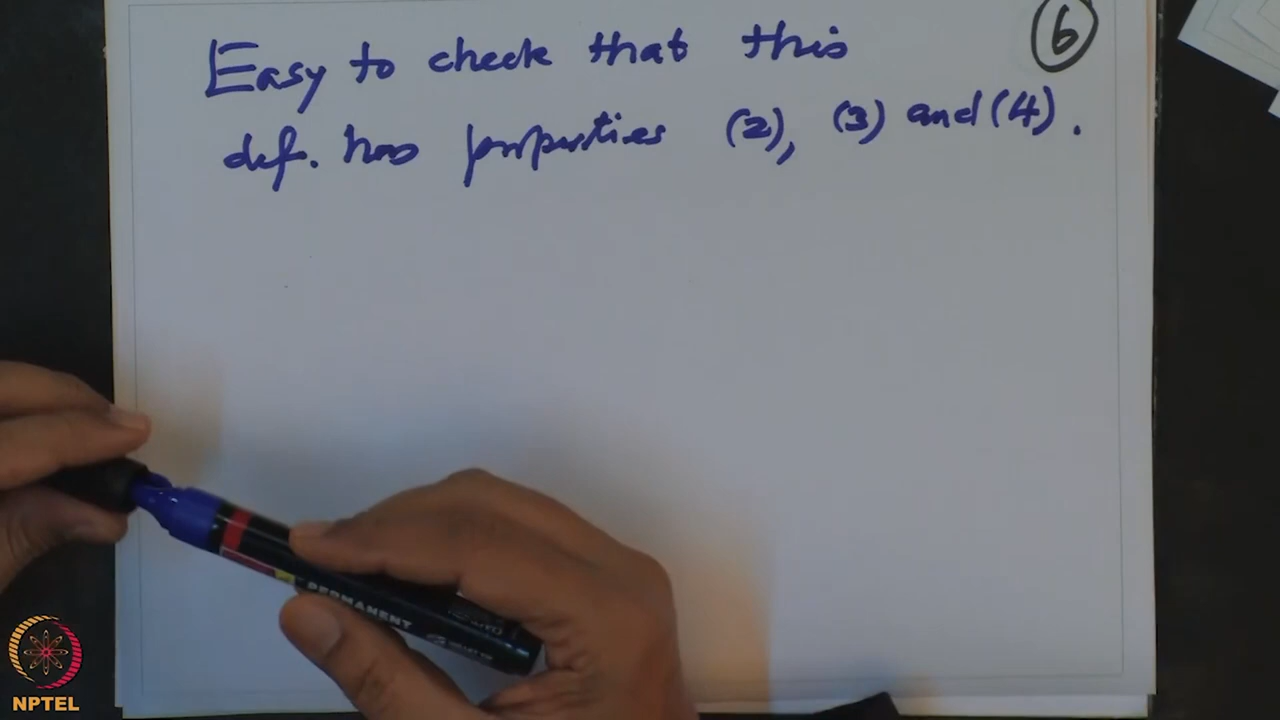 Easy to check that this
6
def. has properties (2), (3) and (4).
PERMANENT
NPTEL